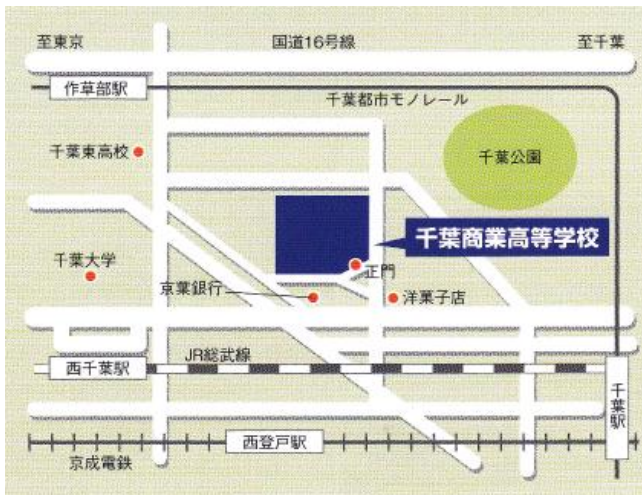 至東京
国道16号線
至千葉
作草部駅
千葉都市モノレール
千葉東高校
千葉公園
千葉商業高等学校
千葉大学
正門
京葉銀行
洋菓子店
JR総武線
西千葉駅
千葉駅
西登戸駅
京成電鉄